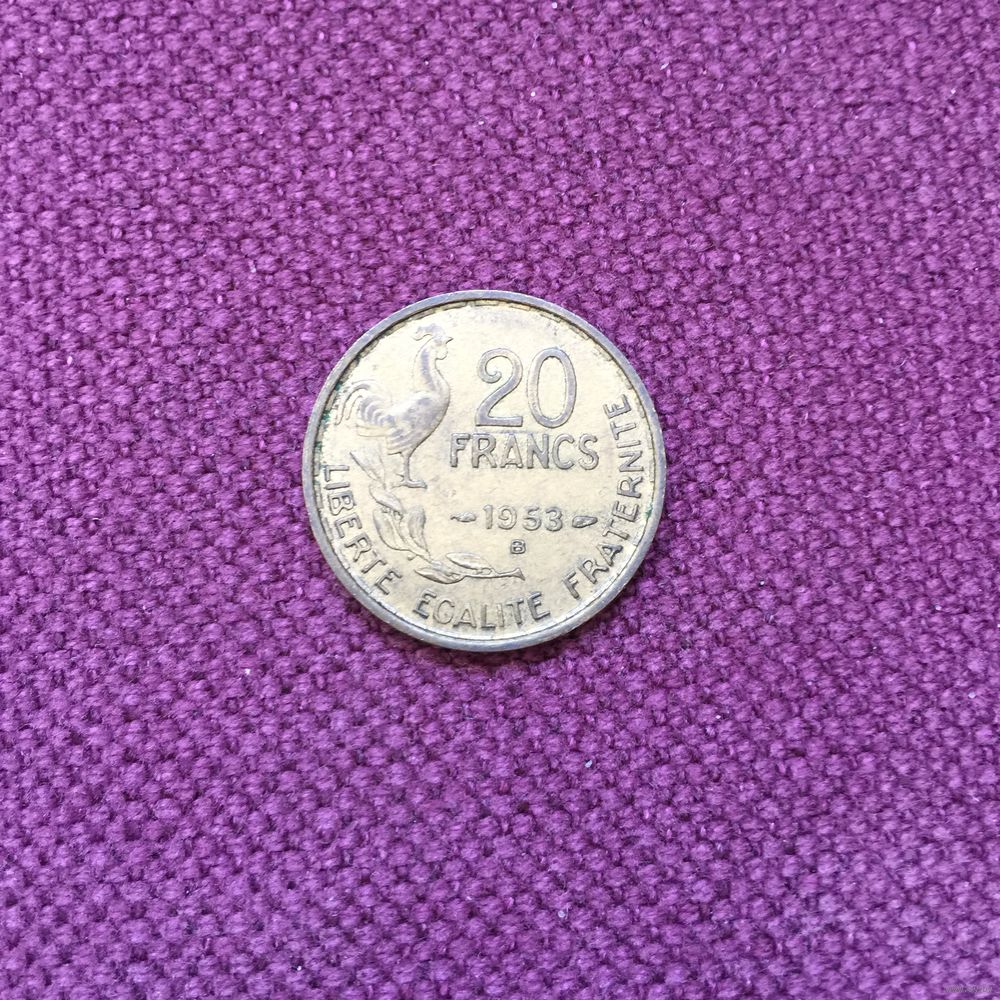 20
FRANCS
1953
B
LIBERTE EGALITE FRATERNITE